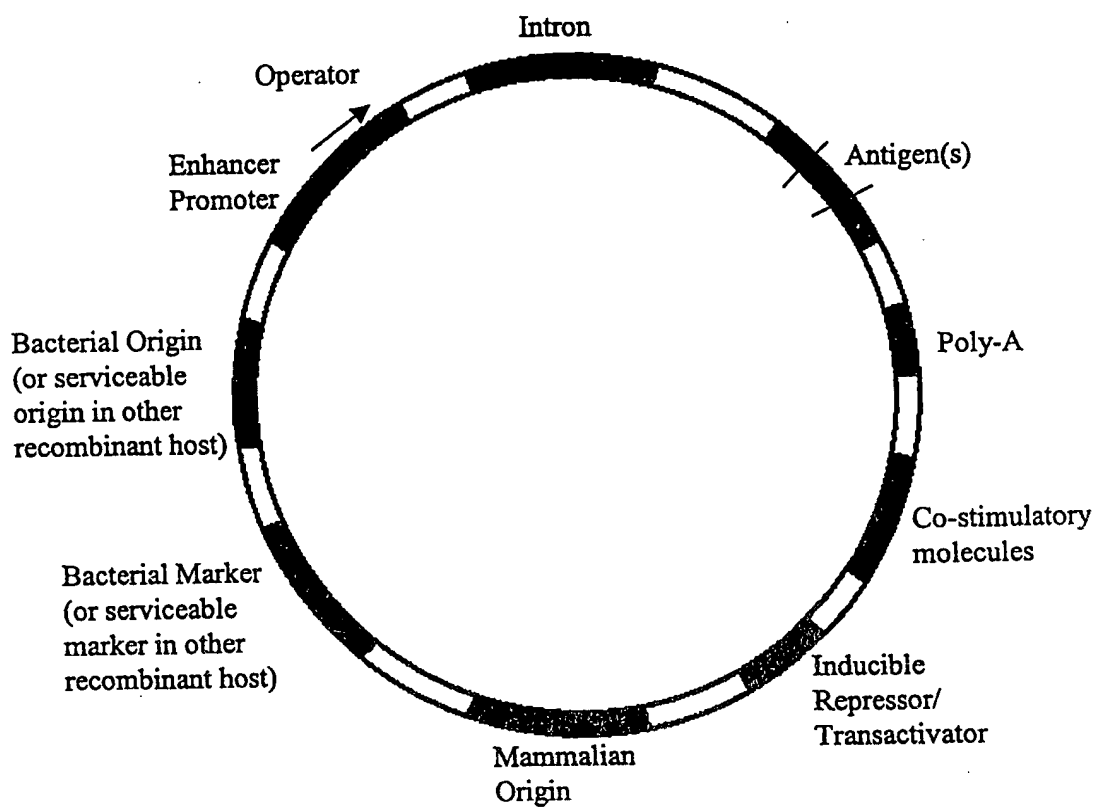 Intron
Operator
Enhancer
Promoter
Antigen(s)
Poly-A
Bacterial Origin
(or serviceable
origin in other
recombinant host)
Co-stimulatory
molecules
Bacterial Marker
(or serviceable
marker in other
recombinant host)
Inducible
Repressor/
Transactivator
Mammalian
Origin